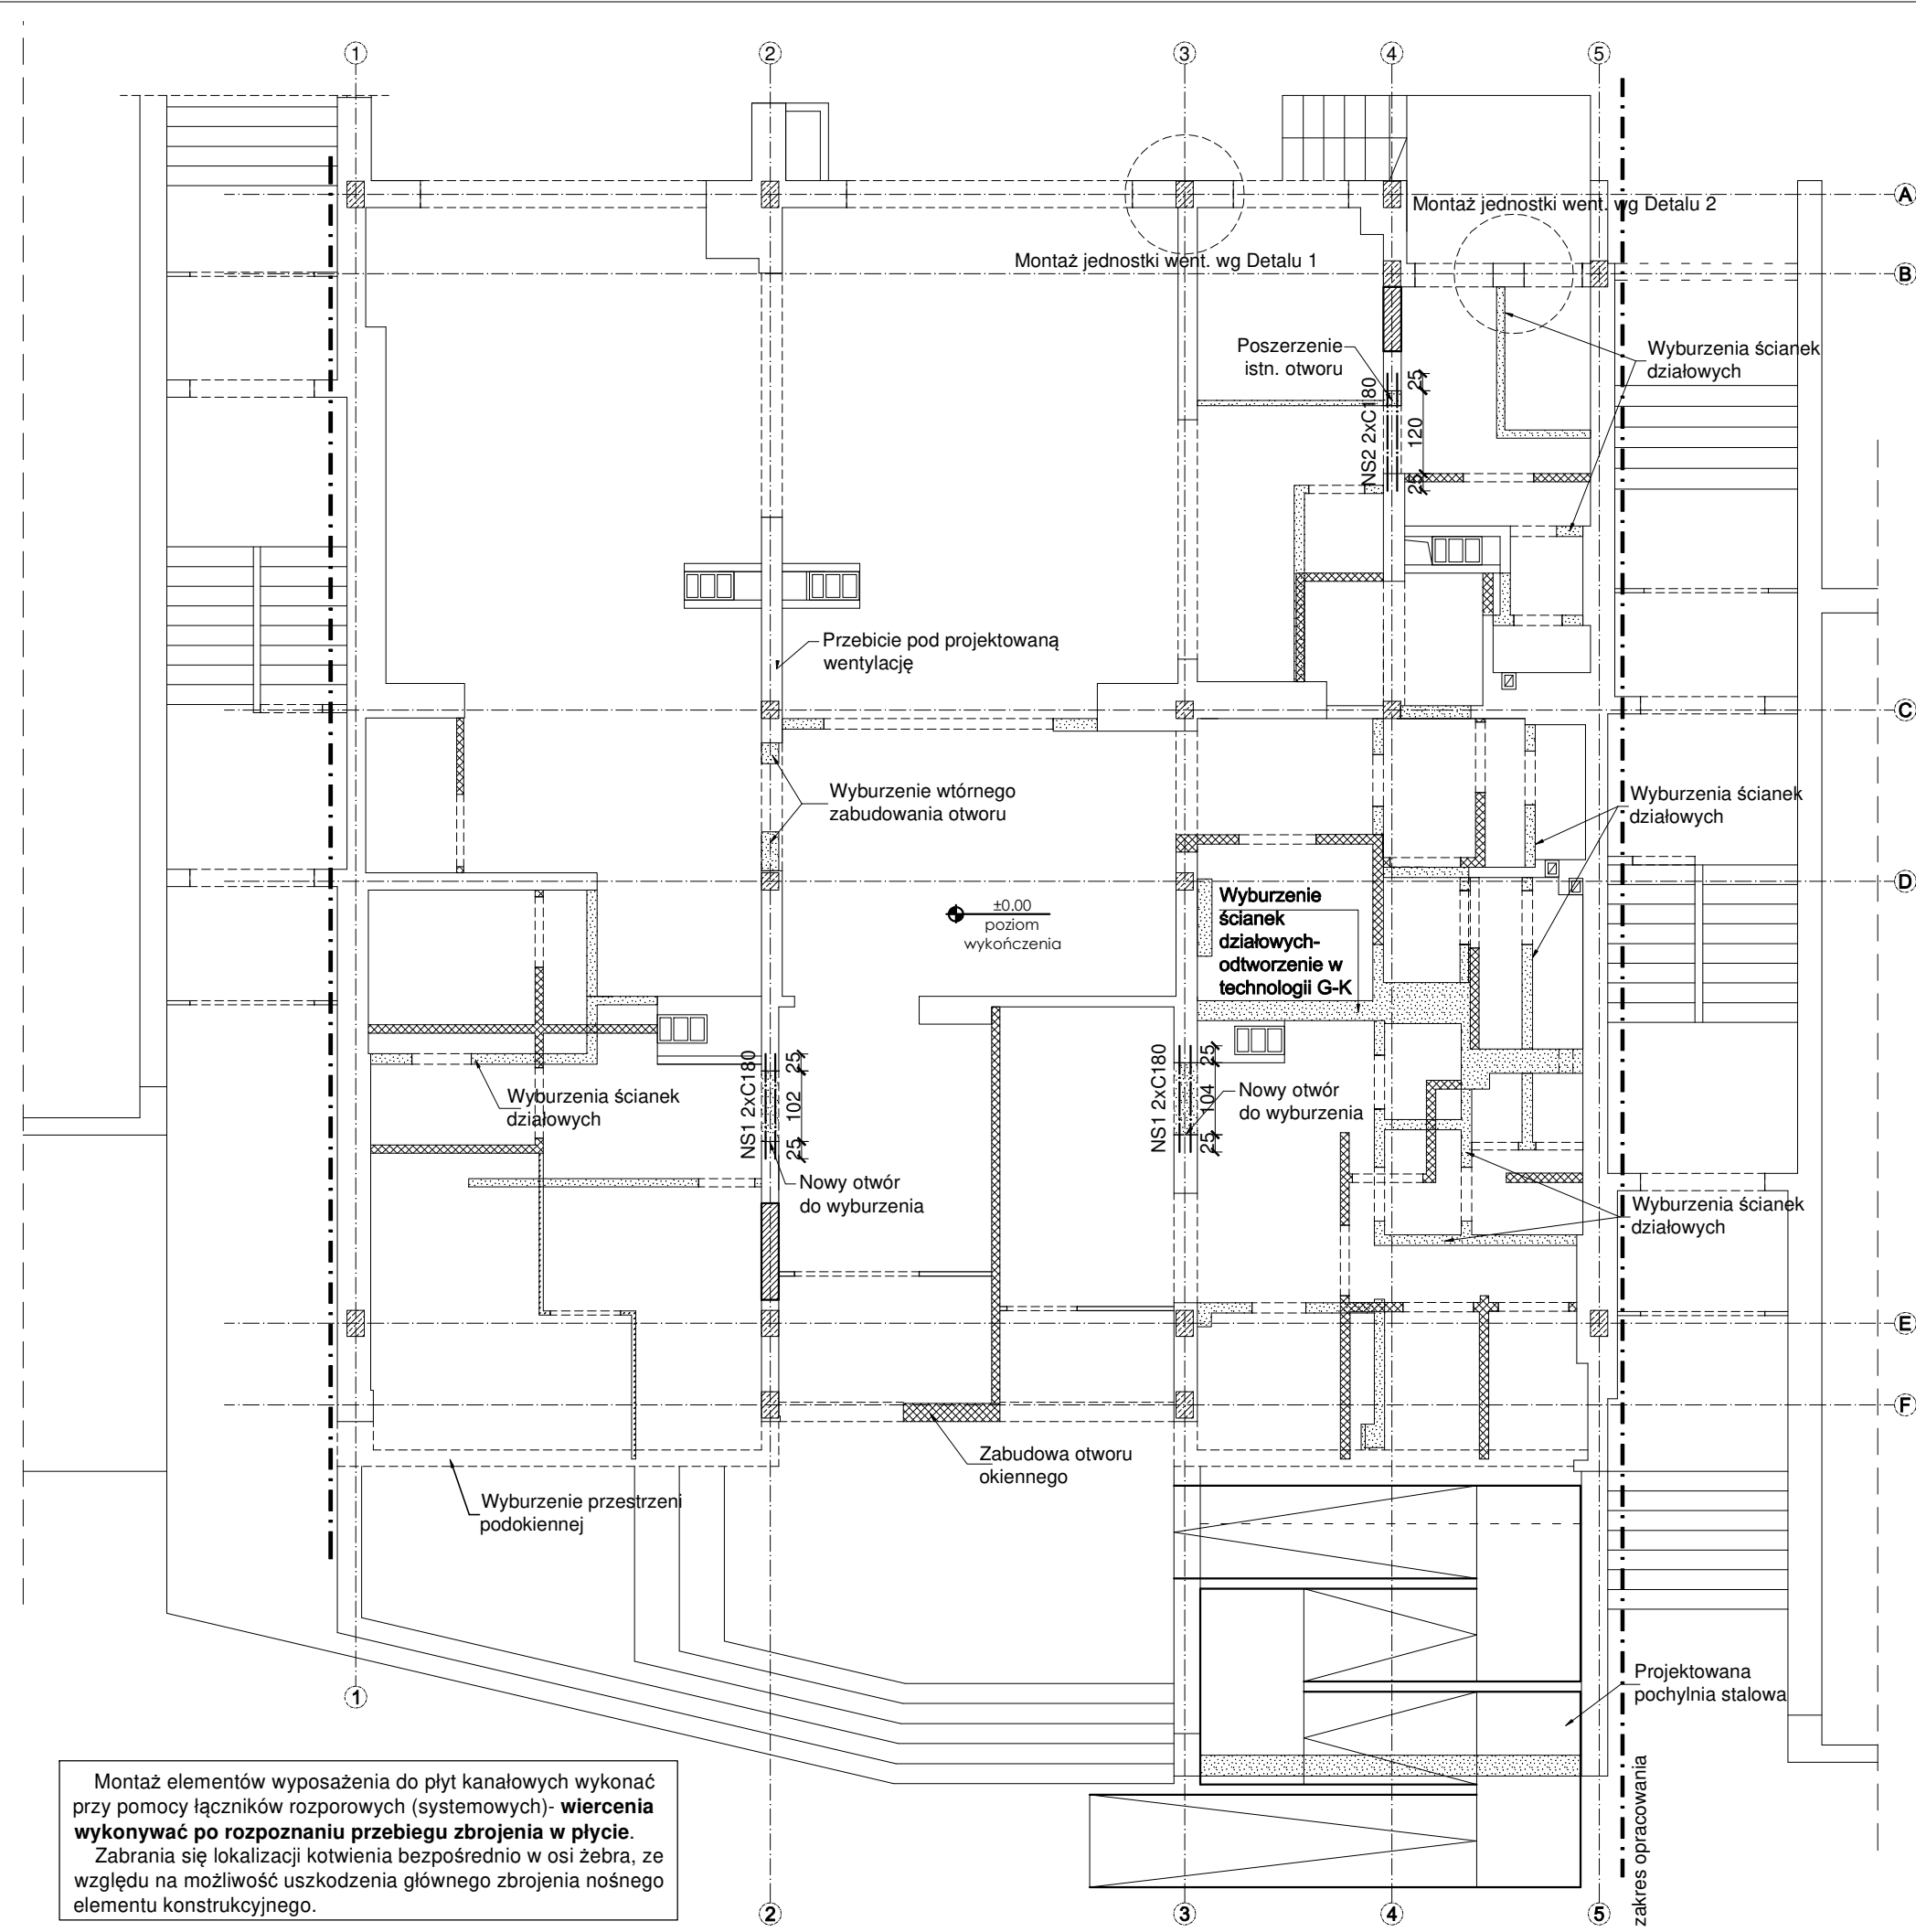 1
2
3
4
5
A
Montaż jednostki went. wg Detalu 2
Montaż jednostki went. wg Detalu 1
B
Poszerzenie
istn. otworu
Wyburzenia ścianek
działowych
NS2 2xC180
25
120
25
Przebicie pod projektowaną
wentylację
C
Wyburzenie wtórnego
zabudowania otworu
Wyburzenia ścianek
działowych
D
±0.00
poziom
wykończenia
Wyburzenie
ścianek
działowych-
odtworzenie w
technologii G-K
NS1 2xC180
25
102
25
NS1 2xC180
25
104
25
Wyburzenia ścianek
działowych
Nowy otwór
do wyburzenia
Nowy otwór
do wyburzenia
Wyburzenia ścianek
działowych
E
F
Zabudowa otworu
okiennego
Wyburzenie przestrzeni
podokiennej
Projektowana
pochylnia stalowa
1
zakres opracowania
Montaż elementów wyposażenia do płyt kanałowych wykonać
przy pomocy łączników rozporowych (systemowych)- wiercenia
wykonywać po rozpoznaniu przebiegu zbrojenia w płycie.
Zabrania się lokalizacji kotwienia bezpośrednio w osi żebra, ze
względu na możliwość uszkodzenia głównego zbrojenia nośnego
elementu konstrukcyjnego.
2
3
4
5